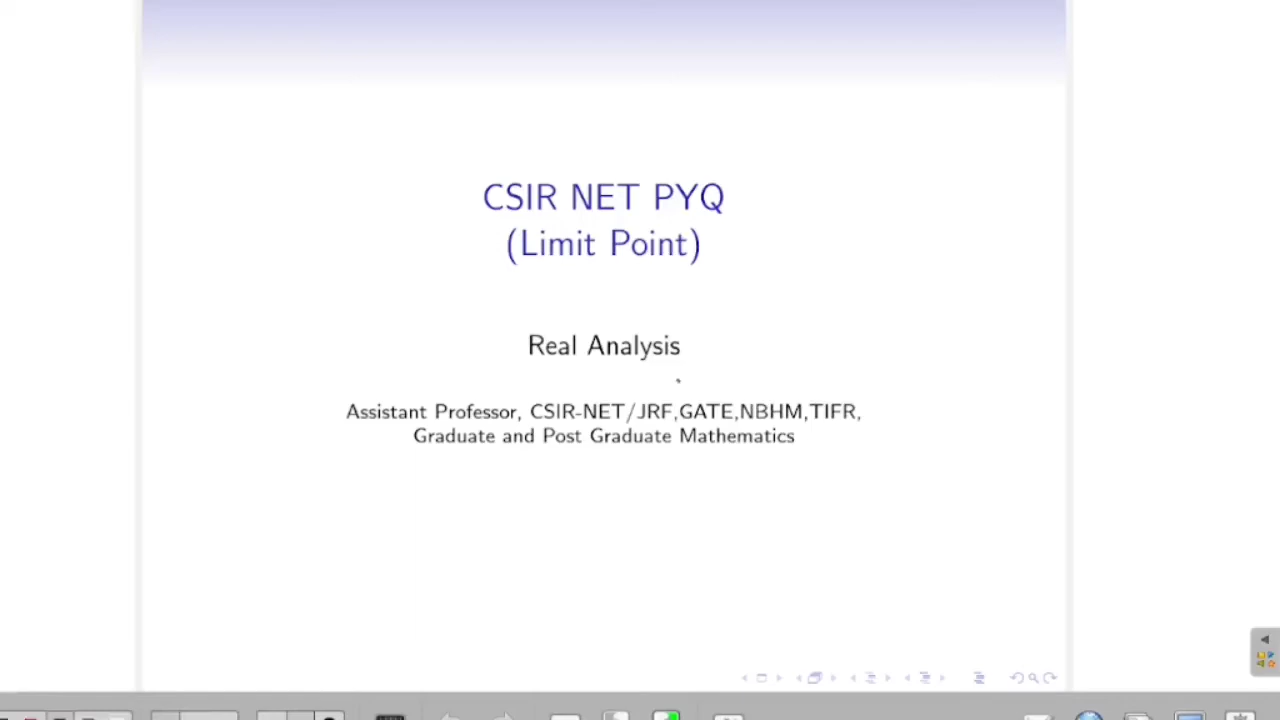 CSIR NET PYQ
(Limit Point)
Real Analysis
Assistant Professor, CSIR-NET/JRF,GATE,NBHM,TIFR,
Graduate and Post Graduate Mathematics